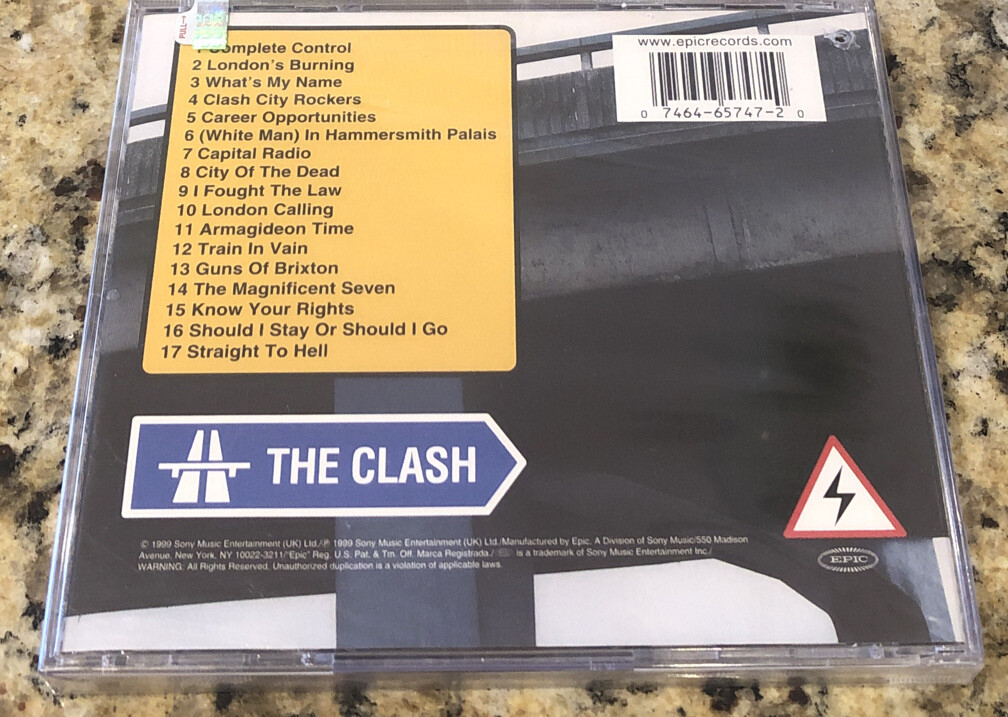 PULL→
1 Complete Control
2 London's Burning
3 What's My Name
4 Clash City Rockers
5 Career Opportunities
6 (White Man) In Hammersmith Palais
7 Capital Radio
8 City Of The Dead
9 I Fought The Law
10 London Calling
11 Armagideon Time
12 Train In Vain
13 Guns Of Brixton
14 The Magnificent Seven
15 Know Your Rights
16 Should I Stay Or Should I Go
17 Straight To Hell
www.epicrecords.com
0 7464-65747-2 0
THE CLASH
© 1999 Sony Music Entertainment (UK) Ltd./℗ 1999 Sony Music Entertainment (UK) Ltd./Manufactured by Epic. A Division of Sony Music/550 Madison
Avenue, New York, NY 10022-3211/"Epic" Reg. U.S. Pat. & Tm. Off. Marca Registrada./ is a trademark of Sony Music Entertainment Inc./
WARNING: All Rights Reserved. Unauthorized duplication is a violation of applicable laws.
EPIC